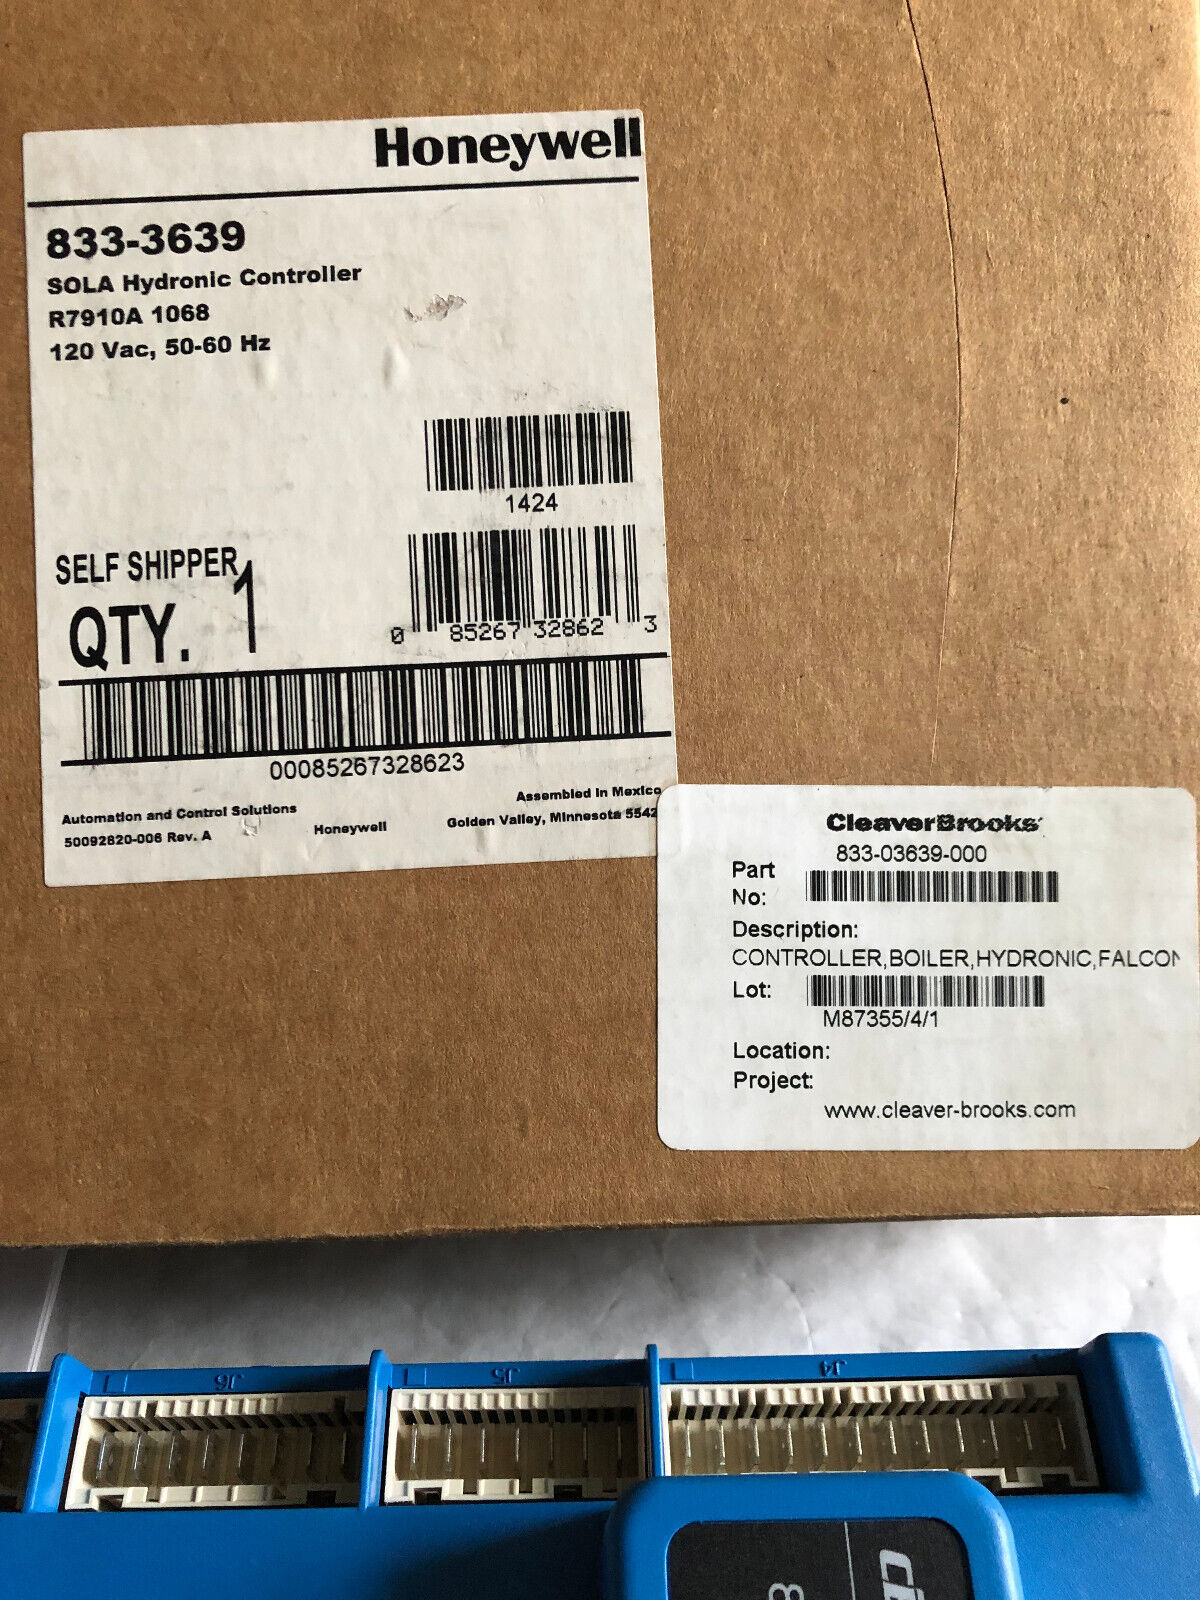 Honeywell
833-3639
SOLA Hydronic Controller
R7910A 1068
120 Vac, 50-60 Hz
1424
SELF SHIPPER
QTY. 1
0 85267 32862 3
00085267328623
Automation and Control Solutions
Assembled in Mexico
50092820-006 Rev. A
Honeywell
Golden Valley, Minnesota 5542
CleaverBrooks
833-03639-000
Part
No:
Description:
CONTROLLER,BOILER,HYDRONIC,FALCON
Lot:
M87355/4/1
Location:
Project:
www.cleaver-brooks.com
J6
J5
J4
8